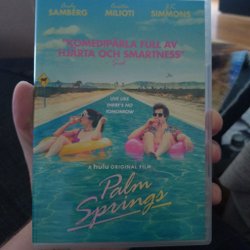 Andy Cristin J.K.
SAMBERG MILIOTI SIMMONS
"KOMEDIPÄRLA FULL AV
HJÄRTA OCH SMARTNESS"
LIVE LIKE
THERE'S NO
TOMORROW
A hulu ORIGINAL FILM
Palm
Springs